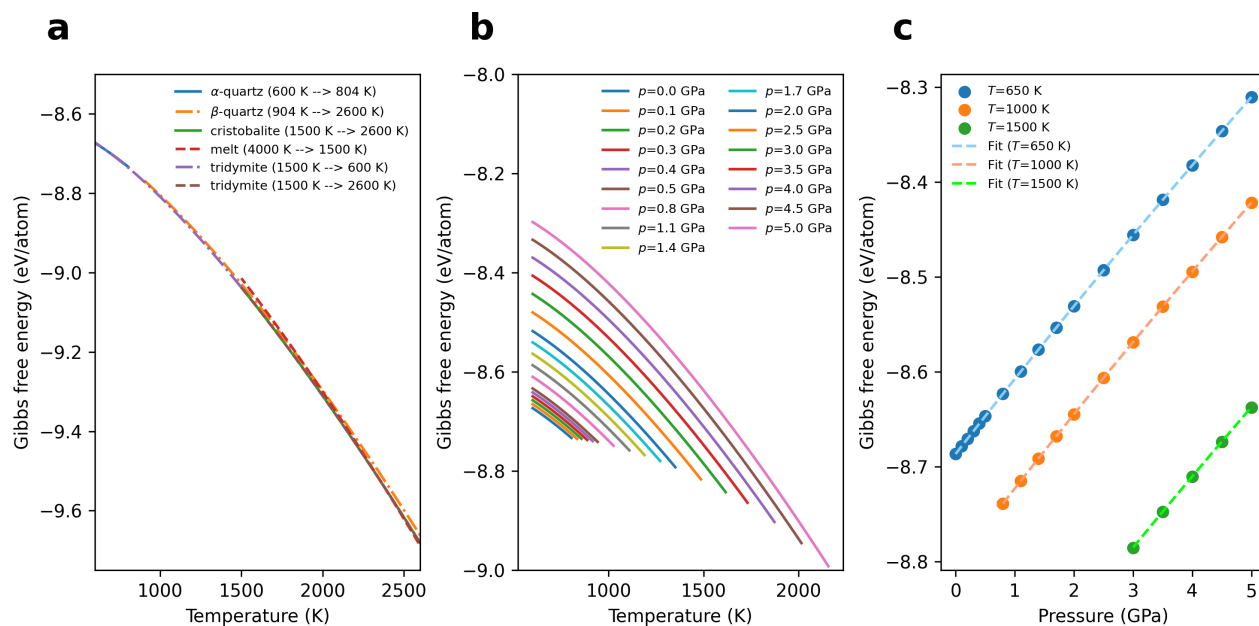 a
Gibbs free energy (eV/atom)
−8.6
−8.8
−9.0
−9.2
−9.4
−9.6
1000
1500
2000
2500
Temperature (K)
α-quartz (600 K --> 804 K)
β-quartz (904 K --> 2600 K)
cristobalite (1500 K --> 2600 K)
melt (4000 K --> 1500 K)
tridymite (1500 K --> 600 K)
tridymite (1500 K --> 2600 K)
b
Gibbs free energy (eV/atom)
−8.0
−8.2
−8.4
−8.6
−8.8
−9.0
1000
1500
2000
Temperature (K)
p=0.0 GPa
p=0.1 GPa
p=0.2 GPa
p=0.3 GPa
p=0.4 GPa
p=0.5 GPa
p=0.8 GPa
p=1.1 GPa
p=1.4 GPa
p=1.7 GPa
p=2.0 GPa
p=2.5 GPa
p=3.0 GPa
p=3.5 GPa
p=4.0 GPa
p=4.5 GPa
p=5.0 GPa
c
Gibbs free energy (eV/atom)
−8.3
−8.4
−8.5
−8.6
−8.7
−8.8
0
1
2
3
4
5
Pressure (GPa)
T=650 K
T=1000 K
T=1500 K
Fit (T=650 K)
Fit (T=1000 K)
Fit (T=1500 K)